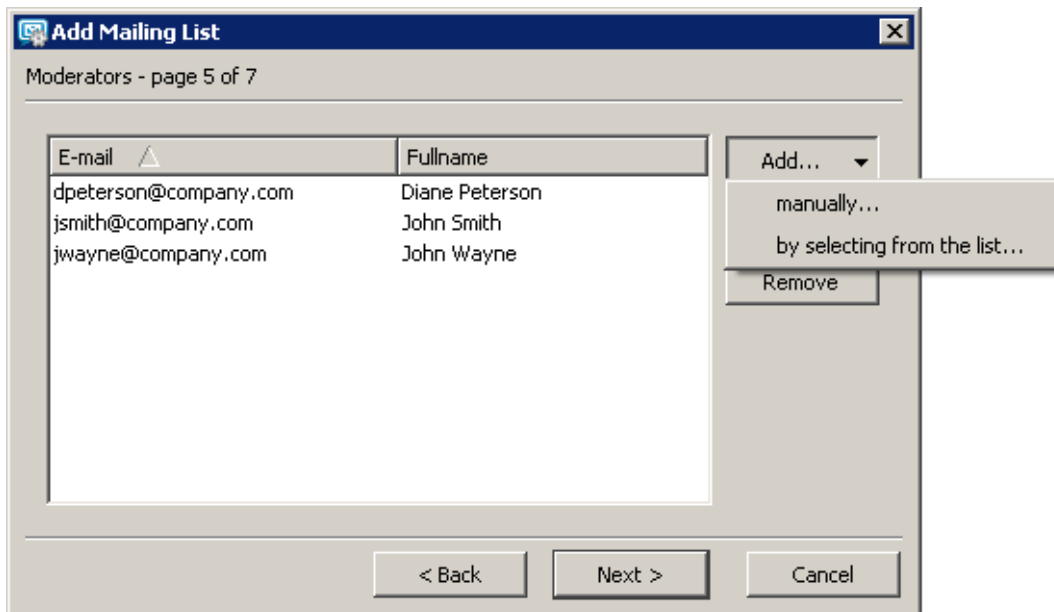 Add Mailing List
Moderators - page 5 of 7
E-mail Fullname
dpeterson@company.com Diane Peterson
jsmith@company.com John Smith
jwayne@company.com John Wayne
Add...
manually...
by selecting from the list...
Remove
< Back Next > Cancel